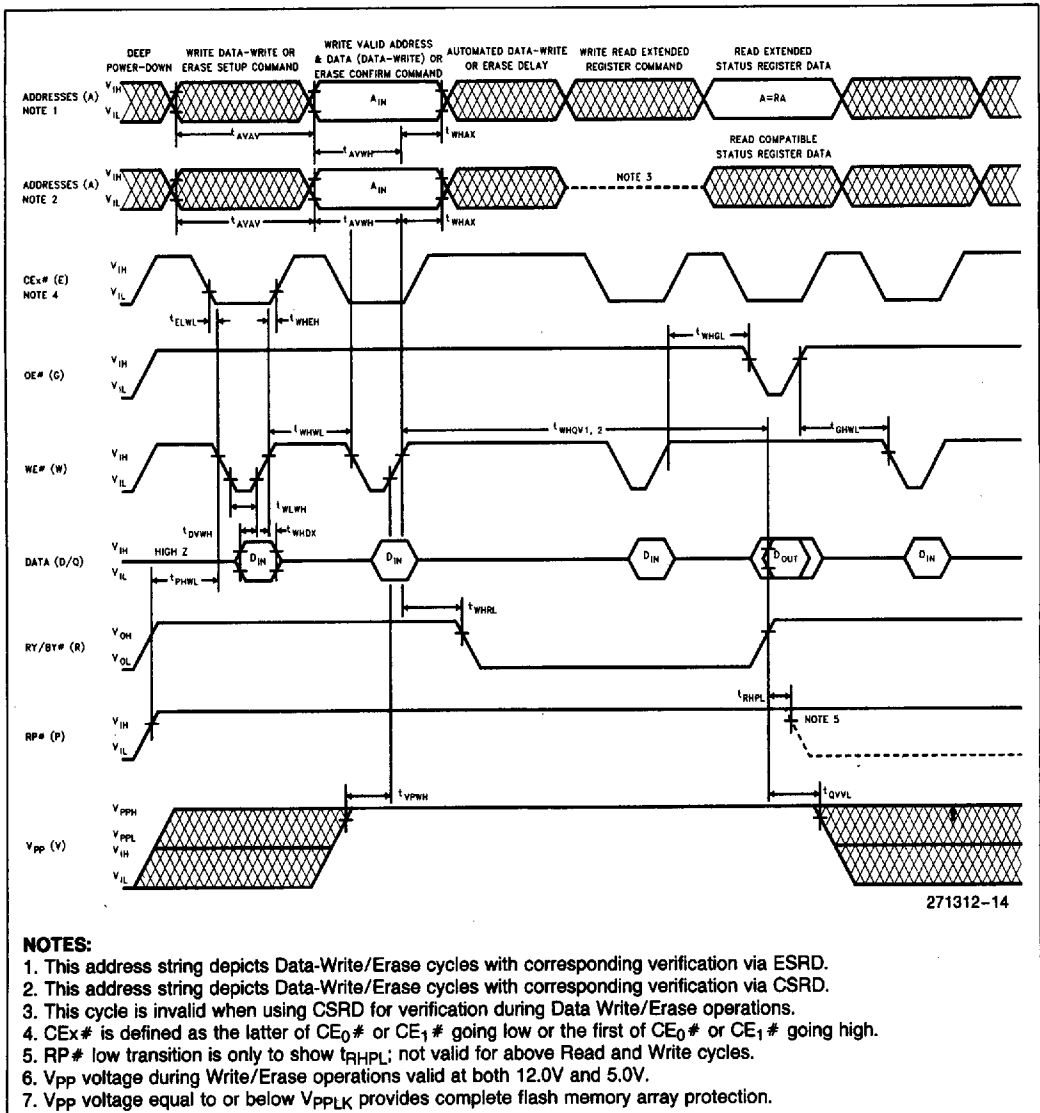 DEEP POWER-DOWN
WRITE DATA-WRITE OR ERASE SETUP COMMAND
WRITE VALID ADDRESS & DATA (DATA-WRITE) OR ERASE CONFIRM COMMAND
AUTOMATED DATA-WRITE OR ERASE DELAY
WRITE READ EXTENDED REGISTER COMMAND
READ EXTENDED STATUS REGISTER DATA
ADDRESSES (A) NOTE 1
VIH
VIL
AIN
A=RA
tAVAV
tAVWH
tWHAX
READ COMPATIBLE STATUS REGISTER DATA
ADDRESSES (A) NOTE 2
VIH
VIL
AIN
NOTE 3
tAVAV
tAVWH
tWHAX
CEx# (E) NOTE 4
VIH
VIL
tELWL
tWHEH
tWHGL
OE# (G)
VIH
VIL
tWHWL
tWHQV1, 2
tGHWL
WE# (W)
VIH
VIL
tWLWH
tDVWH
tWHDX
DATA (D/Q)
VIH
VIL
HIGH Z
DIN
DIN
DIN
DOUT
DIN
tPHWL
tWHRL
RY/BY# (R)
VOH
VOL
tRHPL
RP# (P)
VIH
VIL
NOTE 5
tVPWH
tQVVL
VPP (V)
VPPH
VPPL
VIH
VIL
271312-14
NOTES:
1. This address string depicts Data-Write/Erase cycles with corresponding verification via ESRD.
2. This address string depicts Data-Write/Erase cycles with corresponding verification via CSRD.
3. This cycle is invalid when using CSRD for verification during Data Write/Erase operations.
4. CEx# is defined as the latter of CE0# or CE1# going low or the first of CE0# or CE1# going high.
5. RP# low transition is only to show tRHPL; not valid for above Read and Write cycles.
6. VPP voltage during Write/Erase operations valid at both 12.0V and 5.0V.
7. VPP voltage equal to or below VPPLK provides complete flash memory array protection.